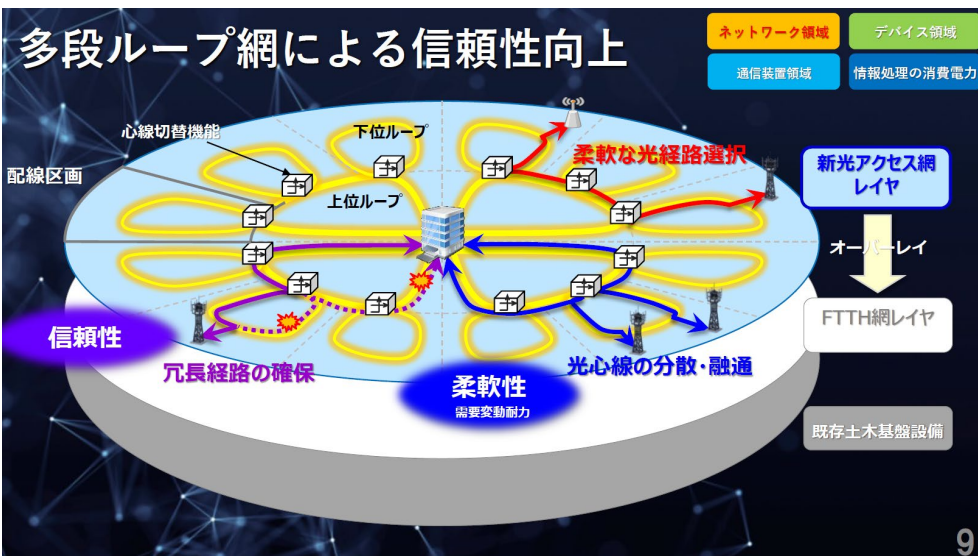 多段ループ網による信頼性向上
ネットワーク領域
デバイス領域
通信装置領域
情報処理の消費電力
心線切替機能
下位ループ
配線区画
上位ループ
柔軟な光経路選択
新光アクセス網
レイヤ
オーバーレイ
FTTH網レイヤ
信頼性
冗長経路の確保
柔軟性
需要変動耐力
光心線の分散・融通
既存土木基盤設備
9